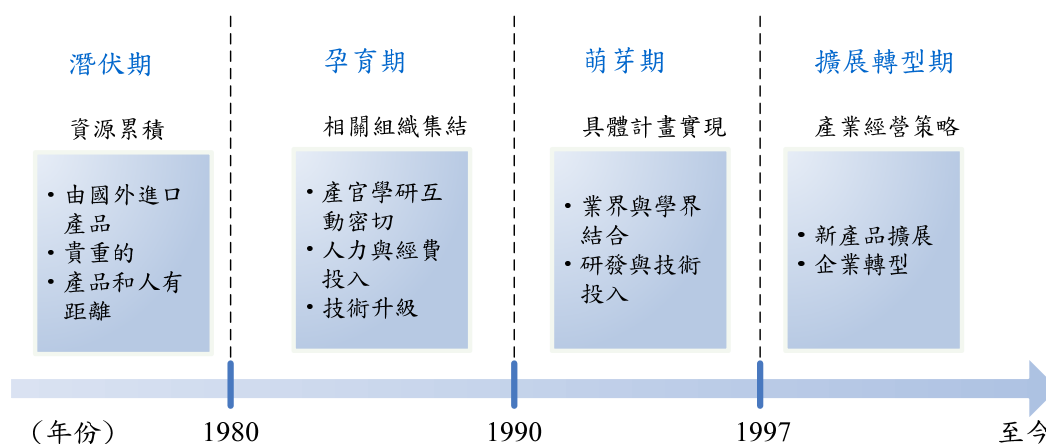 潛伏期
孕育期
萌芽期
擴展轉型期
資源累積
相關組織集結
具體計畫實現
產業經營策略
• 由國外進口
產品
• 貴重的
• 產品和人有
距離
• 產官學研互
動密切
• 人力與經費
投入
• 技術升級
• 業界與學界
結合
• 研發與技術
投入
• 新產品擴展
• 企業轉型
（年份）
1980
1990
1997
至今